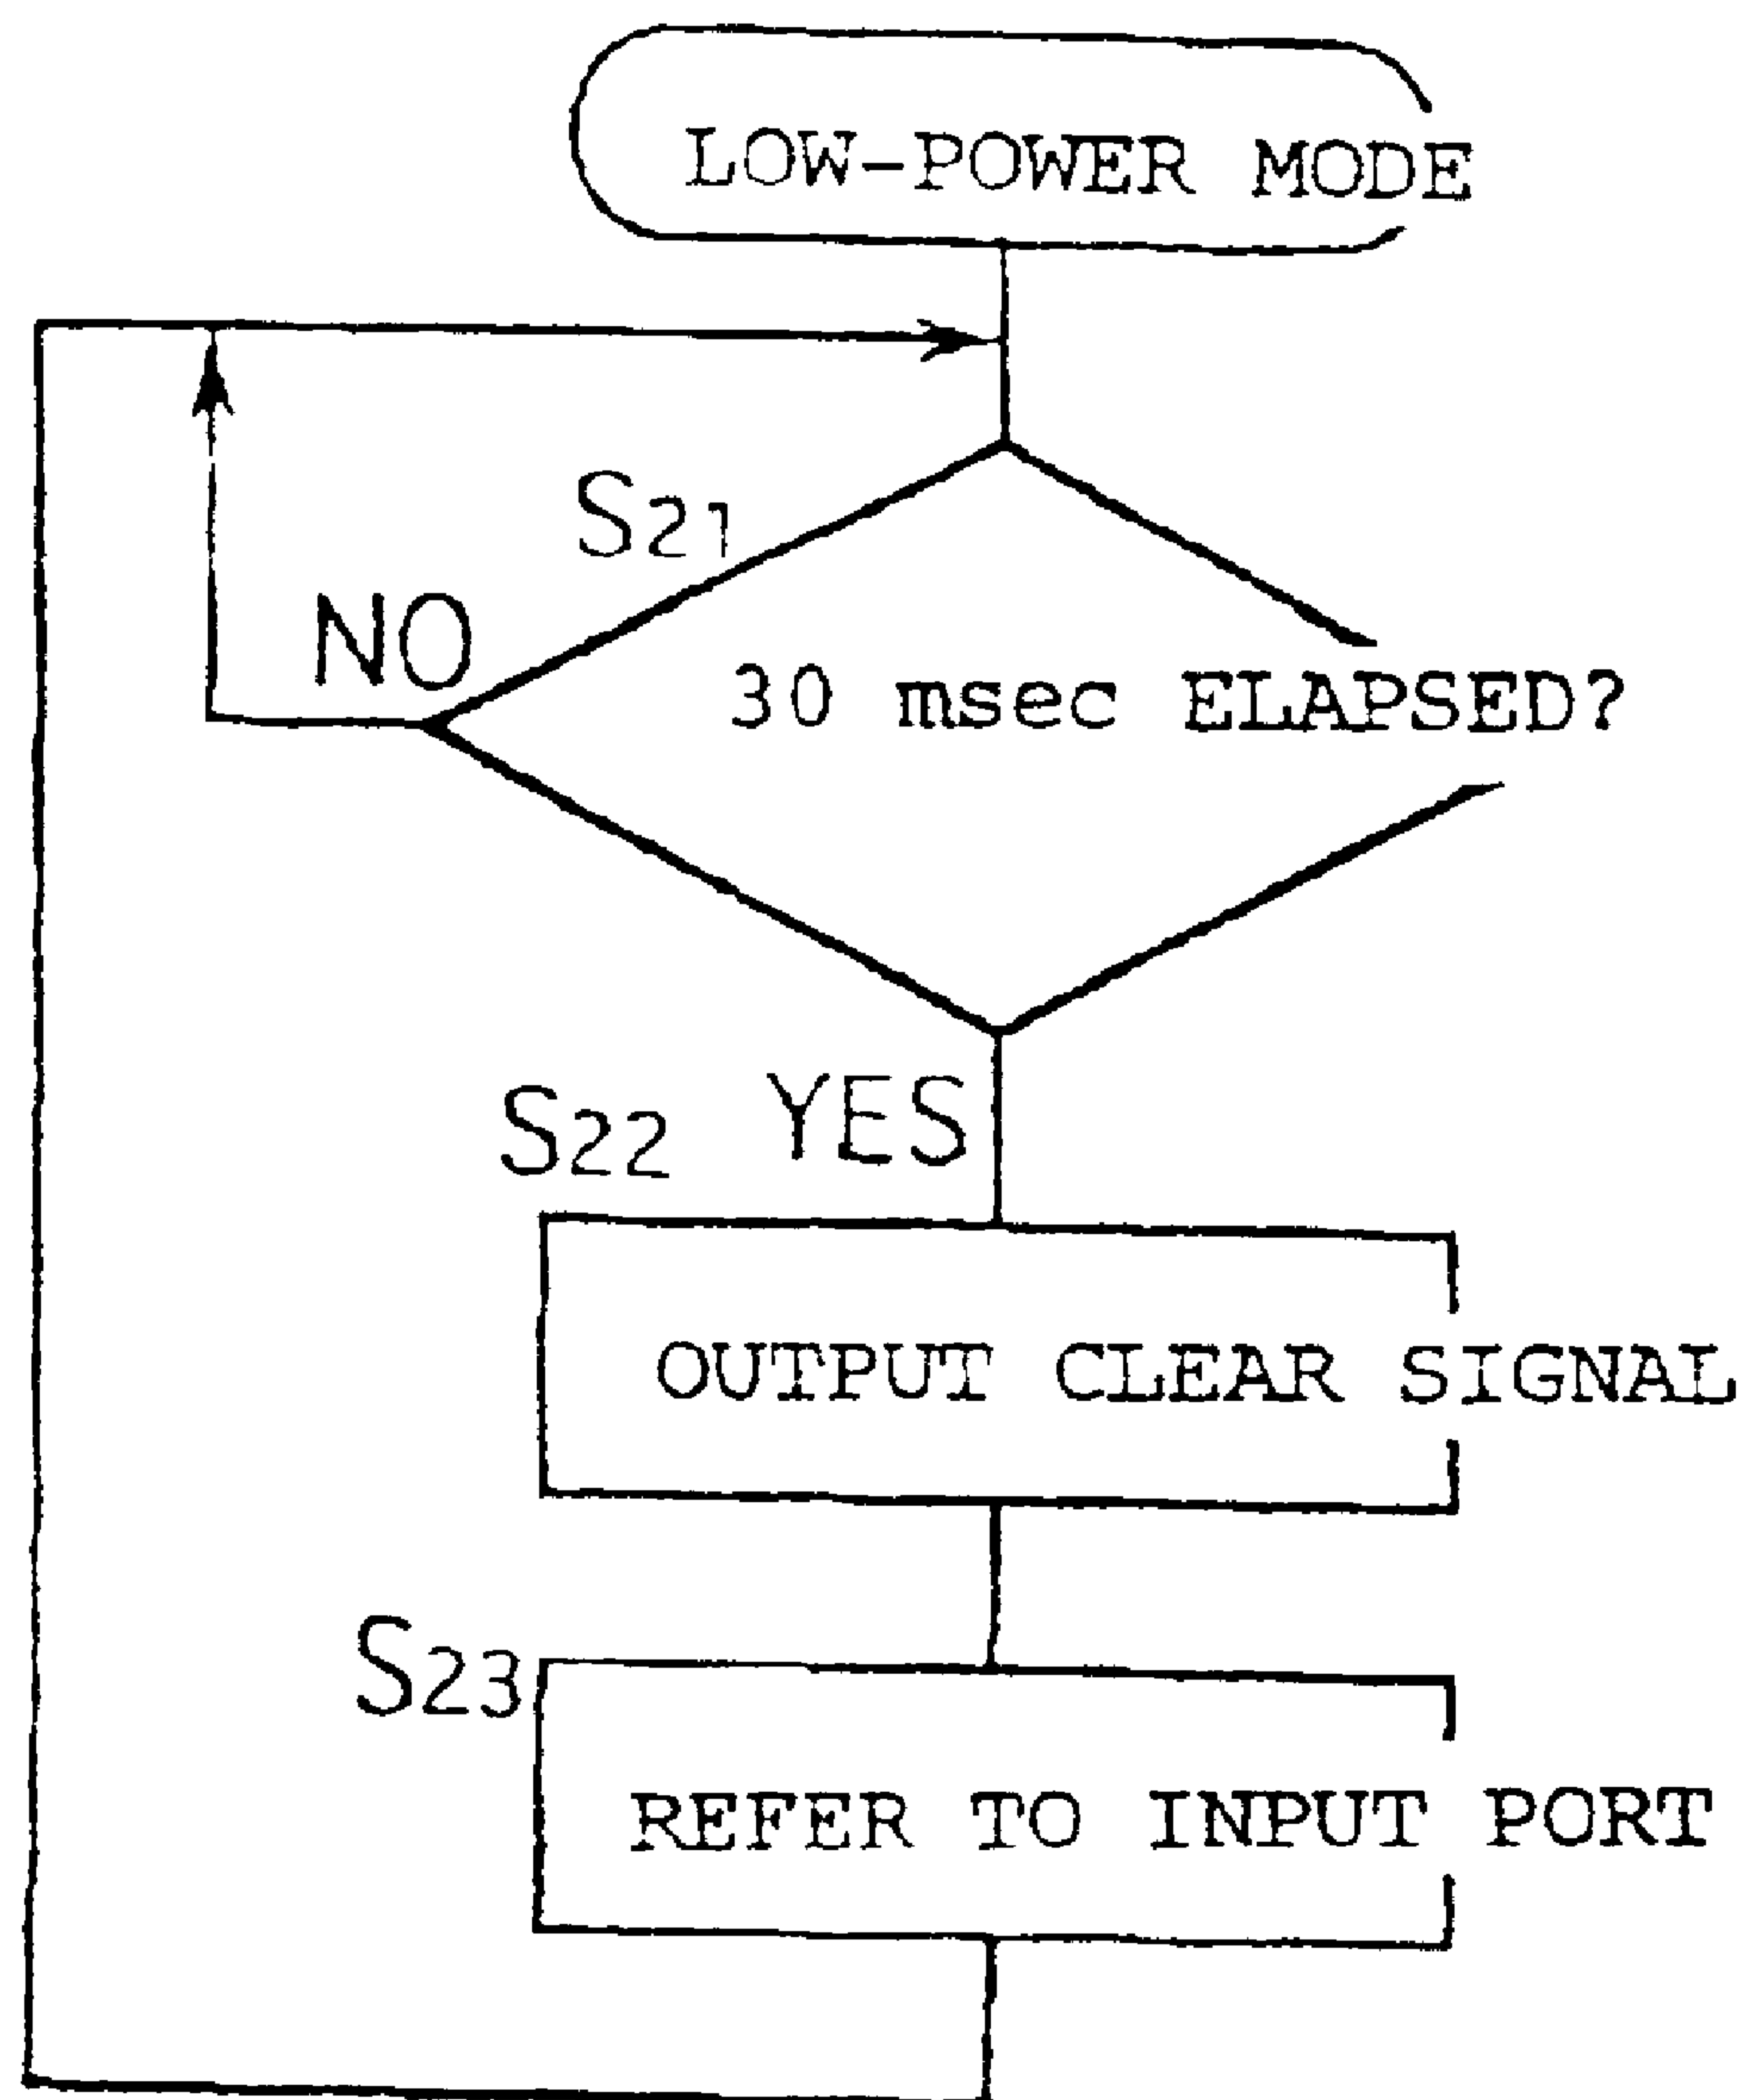 LOW-POWER MODE
S21
NO
30 msec ELAPSED?
S22 YES
OUTPUT CLEAR SIGNAL
S23
REFER TO INPUT PORT